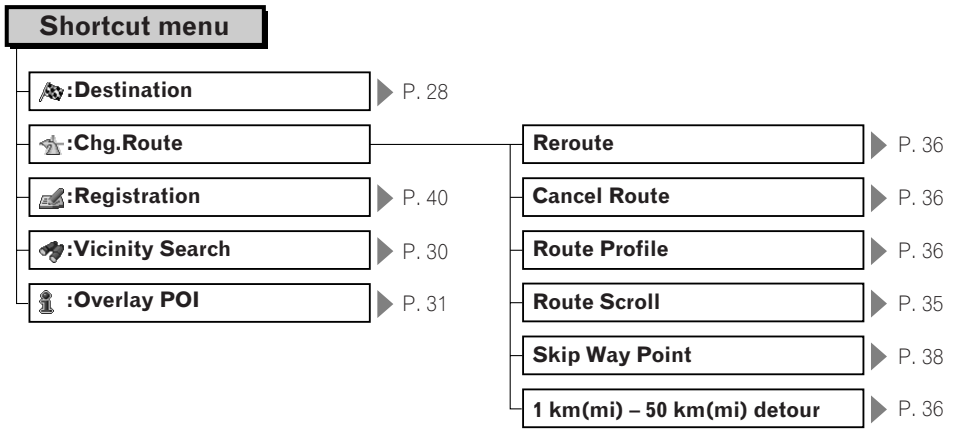 Shortcut menu
:Destination P. 28
:Chg.Route
:Registration P. 40
:Vicinity Search P. 30
:Overlay POI P. 31
Reroute P. 36
Cancel Route P. 36
Route Profile P. 36
Route Scroll P. 35
Skip Way Point P. 38
1 km(mi) – 50 km(mi) detour P. 36